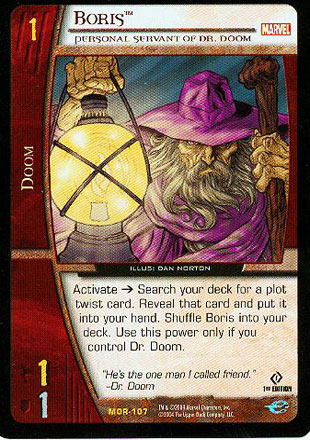 1
BORIS™
MARVEL
PERSONAL SERVANT OF DR. DOOM
DOOM
ILLUS: DAN NORTON
Activate → Search your deck for a plot
twist card. Reveal that card and put it
into your hand. Shuffle Boris into your
deck. Use this power only if you
control Dr. Doom.
1
1
"He's the one man I called friend."
-Dr. Doom
1ST EDITION
MOR-107